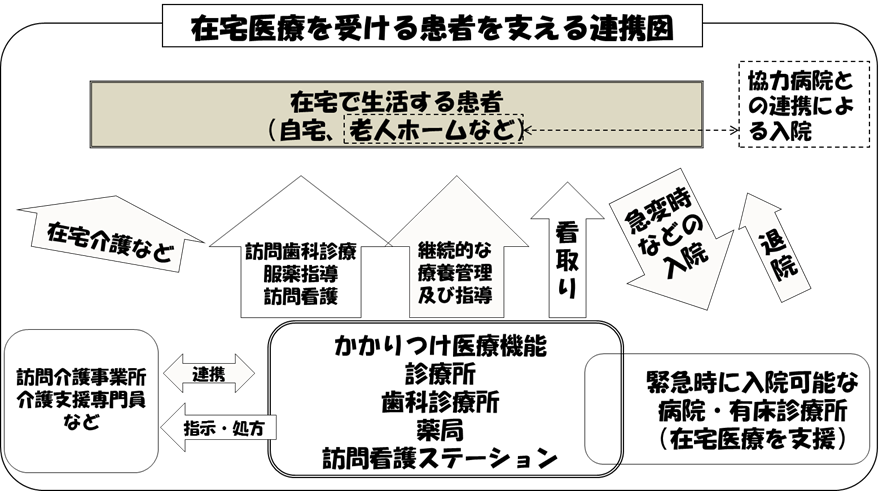 在宅医療を受ける患者を支える連携図
在宅で生活する患者
（自宅、老人ホームなど）
協力病院と
の連携によ
る入院
在宅介護など
訪問歯科診療
服薬指導
訪問看護
継続的な
療養管理
及び指導
看取り
急変時
などの
入院
退院
訪問介護事業所
介護支援専門員
など
連携
指示・処方
かかりつけ医療機能
診療所
歯科診療所
薬局
訪問看護ステーション
緊急時に入院可能な
病院・有床診療所
（在宅医療を支援）